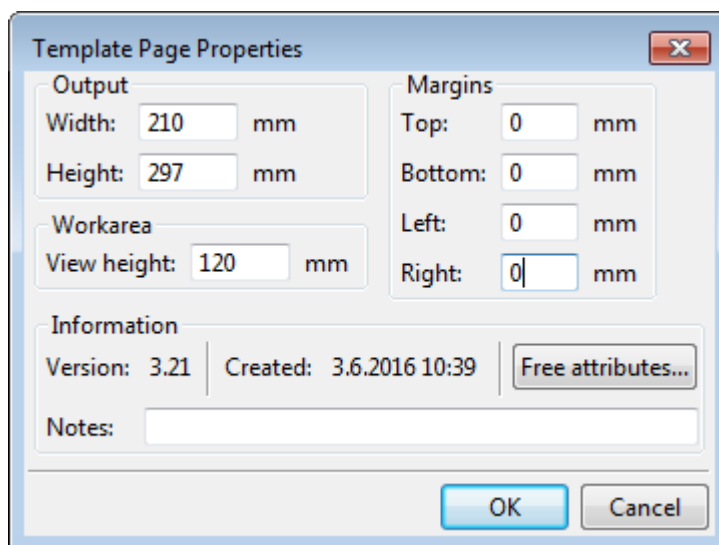 Template Page Properties
Output
Width: 210 mm
Height: 297 mm
Workarea
View height: 120 mm
Margins
Top: 0 mm
Bottom: 0 mm
Left: 0 mm
Right: 0 mm
Information
Version: 3.21 Created: 3.6.2016 10:39 Free attributes...
Notes:
OK Cancel